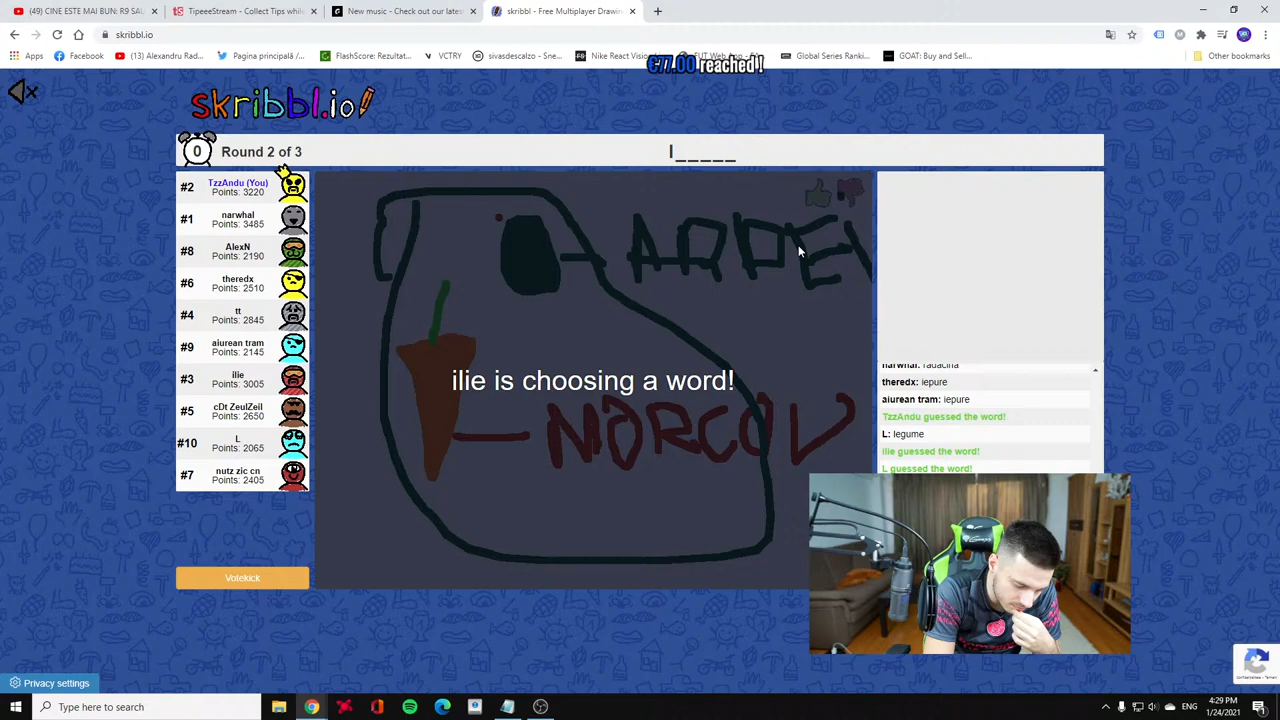 (49) CINE ESTE MAI BUN: R9 SAU
TipeeeStream - Collect Tips & I
New music - Check out our latest
skribbl - Free Multiplayer Drawin
skribbl.io
Apps
Facebook
(13) Alexandru Rad...
Pagina principală /...
FlashScore: Rezultat...
VCTRY
sivasdescalzo - Sne...
Nike React Vision
Global Series Ranki...
GOAT: Buy and Sell...
Other bookmarks
€77.00 reached!
skribbl.io
0
Round 2 of 3
I_____
#2
TzzAndu (You)
Points: 3220
#1
narwhal
Points: 3485
#8
AlexN
Points: 2190
#6
theredx
Points: 2510
#4
tt
Points: 2845
#9
aiurean tram
Points: 2145
#3
ilie
Points: 3005
#5
cDt ZeulZeil
Points: 2650
#10
L
Points: 2065
#7
nutz zic cn
Points: 2405
Votekick
ARDEI
ilie is choosing a word!
MORCOV
narwhal: radacina
theredx: iepure
aiurean tram: iepure
TzzAndu guessed the word!
L: legume
ilie guessed the word!
L guessed the word!
Privacy settings
Type here to search
ENG
4:29 PM
1/24/2021